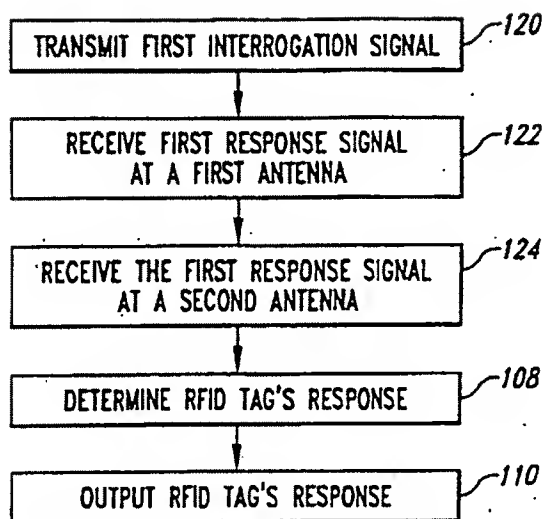 TRANSMIT FIRST INTERROGATION SIGNAL
120
RECEIVE FIRST RESPONSE SIGNAL
AT A FIRST ANTENNA
122
RECEIVE THE FIRST RESPONSE SIGNAL
AT A SECOND ANTENNA
124
DETERMINE RFID TAG'S RESPONSE
108
OUTPUT RFID TAG'S RESPONSE
110